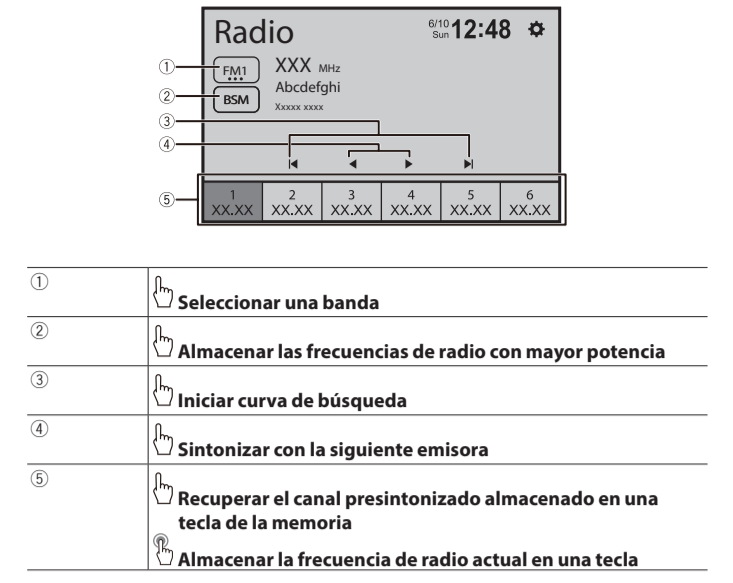 Radio 6/10 Sun 12:48
① FM1 XXX MHz
Abcdefghi
② BSM
Xxxxx xxxx
③
④
⑤
1 2 3 4 5 6
XX.XX XX.XX XX.XX XX.XX XX.XX XX.XX
① Seleccionar una banda
② Almacenar las frecuencias de radio con mayor potencia
③ Iniciar curva de búsqueda
④ Sintonizar con la siguiente emisora
⑤ Recuperar el canal presintonizado almacenado en una
tecla de la memoria
Almacenar la frecuencia de radio actual en una tecla